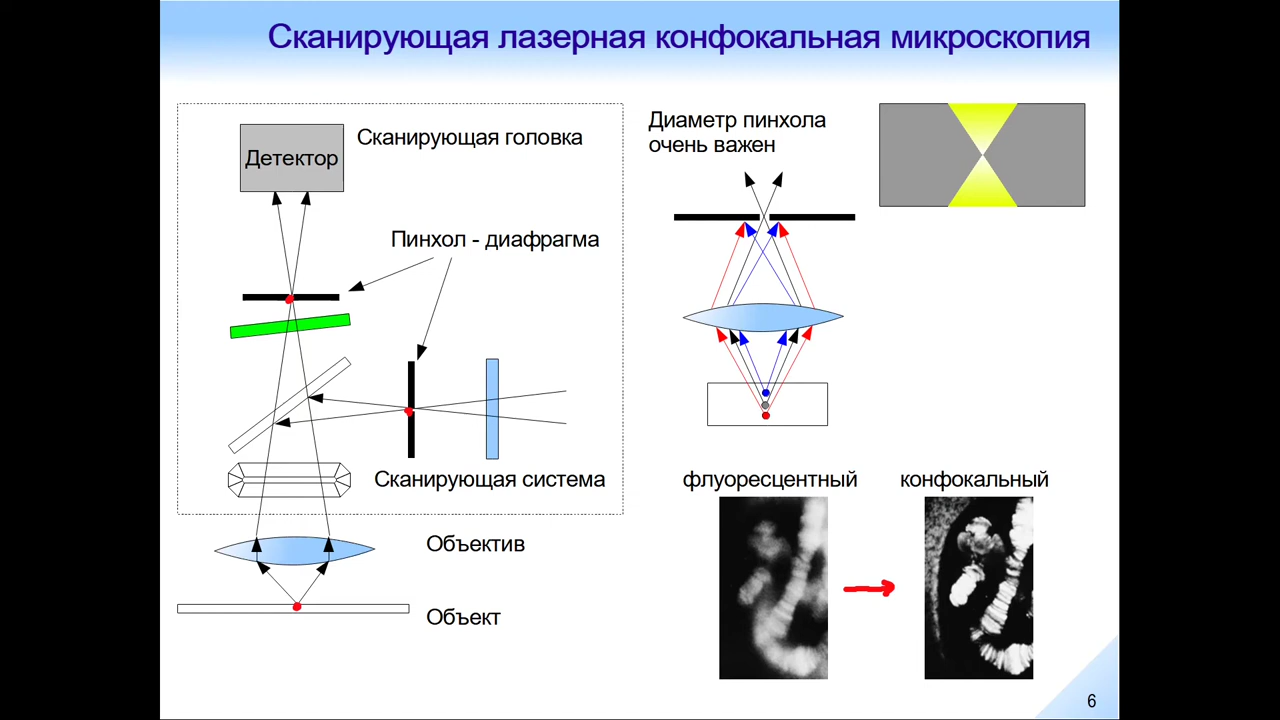 Сканирующая лазерная конфокальная микроскопия
Сканирующая головка
Детектор
Пинхол - диафрагма
Сканирующая система
Объектив
Объект
Диаметр пинхола
очень важен
флуоресцентный
конфокальный
6